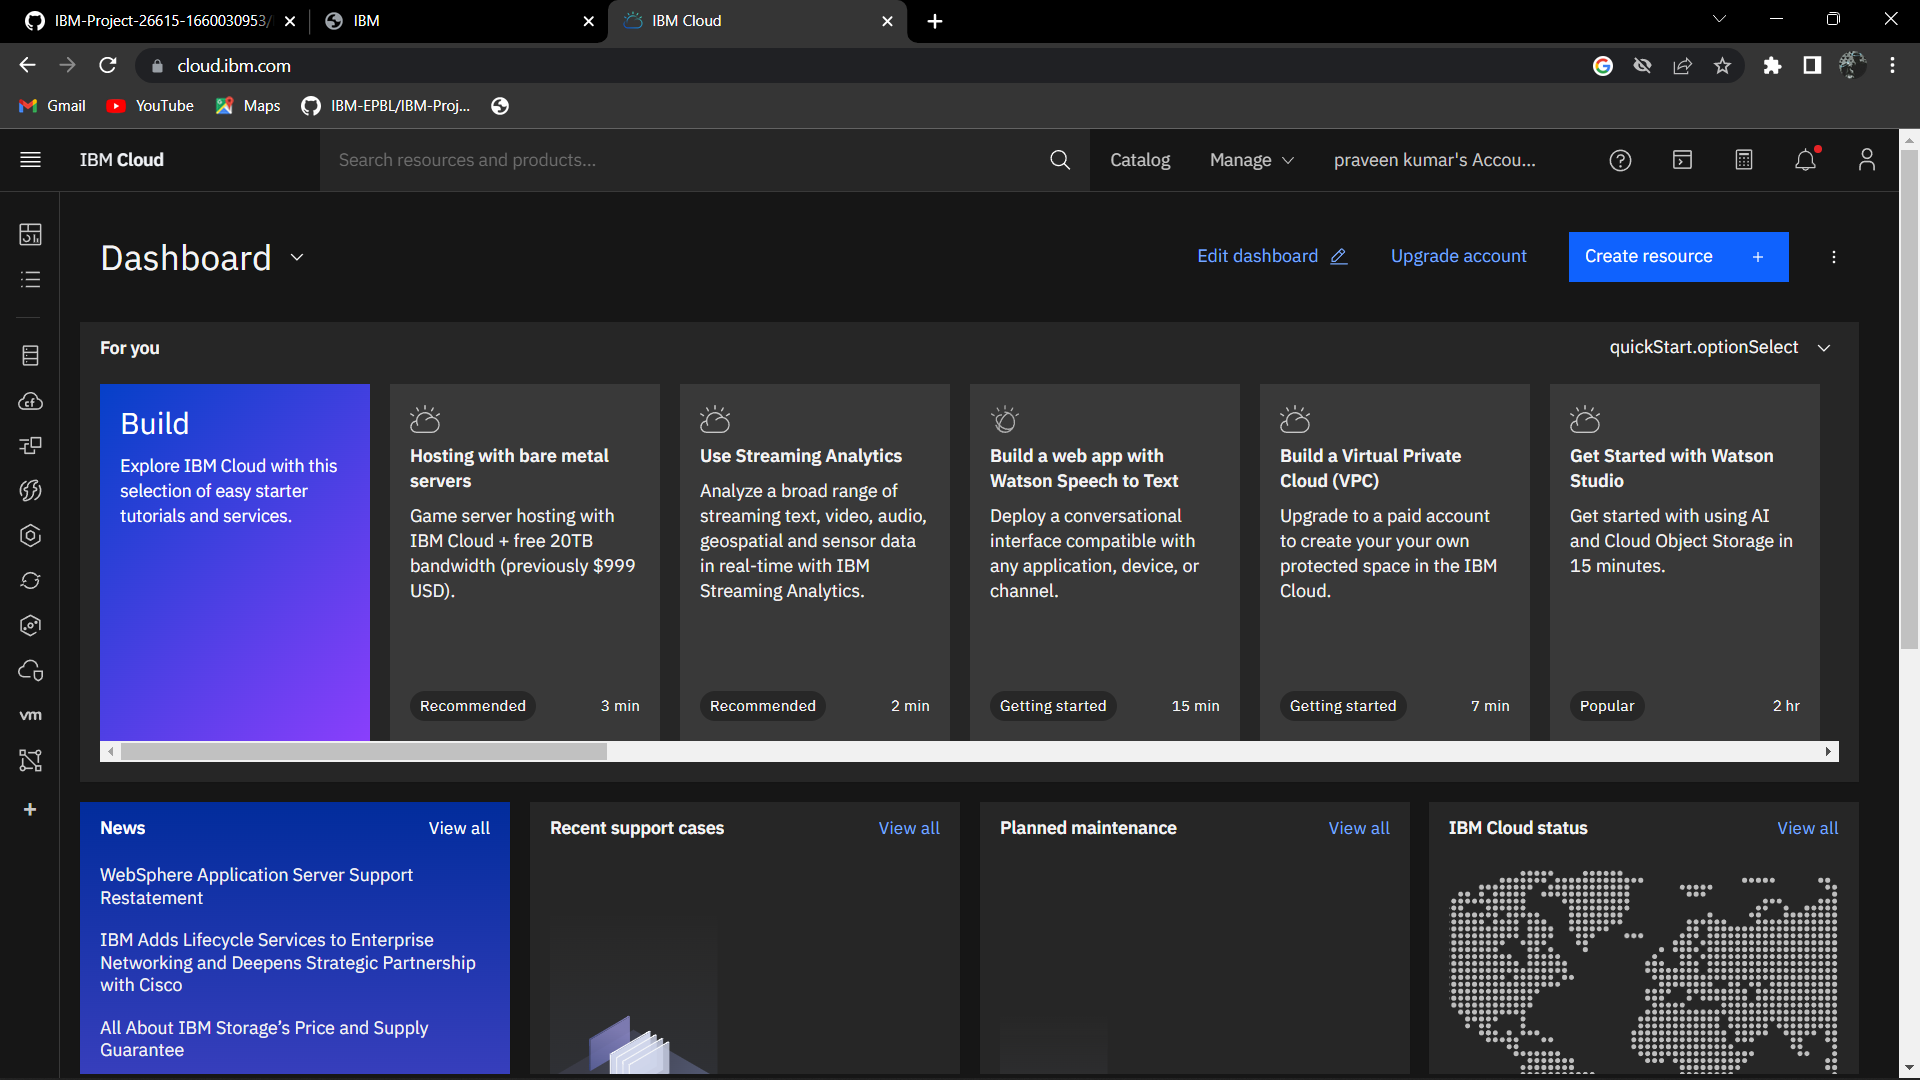 IBM-Project-26615-1660030953/
IBM
IBM Cloud
cloud.ibm.com
Gmail
YouTube
Maps
IBM-EPBL/IBM-Proj...
IBM Cloud
Search resources and products...
Catalog
Manage
praveen kumar's Accou...
Dashboard
Edit dashboard
Upgrade account
Create resource +
For you
quickStart.optionSelect
Build
Explore IBM Cloud with this
selection of easy starter
tutorials and services.
Hosting with bare metal
servers
Game server hosting with
IBM Cloud + free 20TB
bandwidth (previously $999
USD).
Recommended
3 min
Use Streaming Analytics
Analyze a broad range of
streaming text, video, audio,
geospatial and sensor data
in real-time with IBM
Streaming Analytics.
Recommended
2 min
Build a web app with
Watson Speech to Text
Deploy a conversational
interface compatible with
any application, device, or
channel.
Getting started
15 min
Build a Virtual Private
Cloud (VPC)
Upgrade to a paid account
to create your your own
protected space in the IBM
Cloud.
Getting started
7 min
Get Started with Watson
Studio
Get started with using AI
and Cloud Object Storage in
15 minutes.
Popular
2 hr
cf
vm
News
View all
WebSphere Application Server Support
Restatement
IBM Adds Lifecycle Services to Enterprise
Networking and Deepens Strategic Partnership
with Cisco
All About IBM Storage's Price and Supply
Guarantee
Recent support cases
View all
Planned maintenance
View all
IBM Cloud status
View all